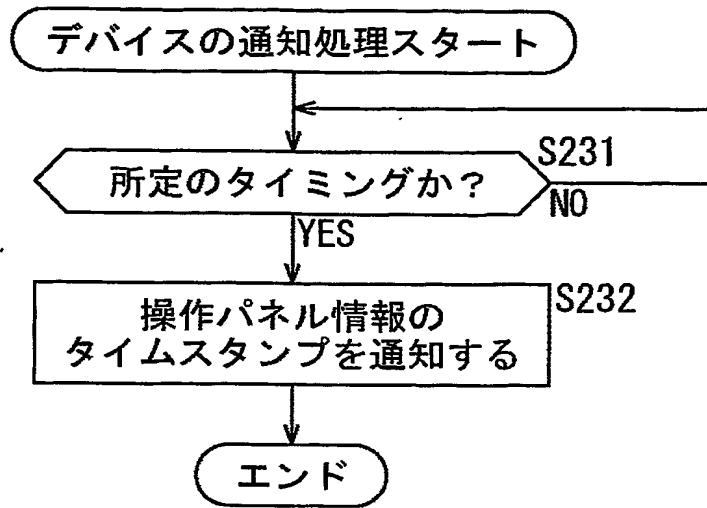 デバイスの通知処理スタート
S231
所定のタイミングか?
NO
YES
S232
操作パネル情報の
タイムスタンプを通知する
エンド